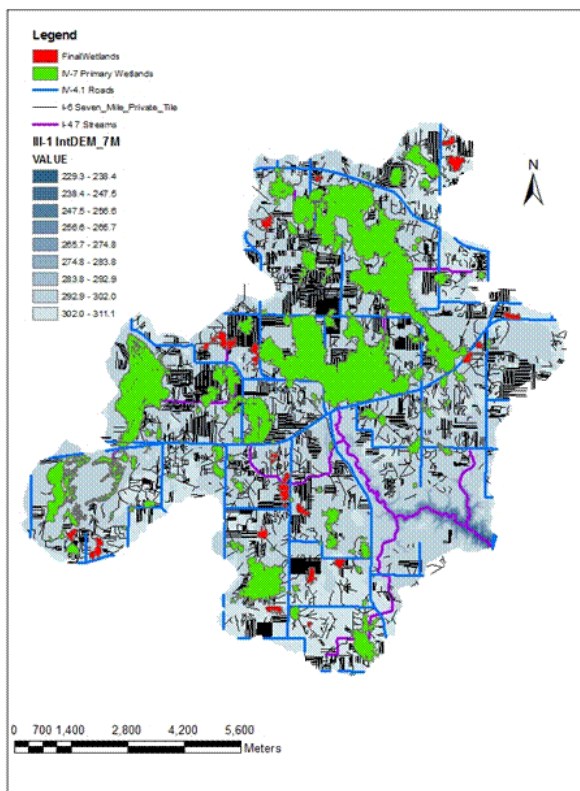 Legend
FinalWetlands
IV-7 Primary Wetlands
IV-4.1 Roads
I-6 Seven_Mile_Private_Tile
I-4.7 Streams
III-1 IntDEM_7M
VALUE
229.3 - 238.4
238.4 - 247.5
247.5 - 256.6
256.6 - 265.7
265.7 - 274.8
274.8 - 283.8
283.8 - 292.9
292.9 - 302.0
302.0 - 311.1
N
0 700 1,400 2,800 4,200 5,600
Meters